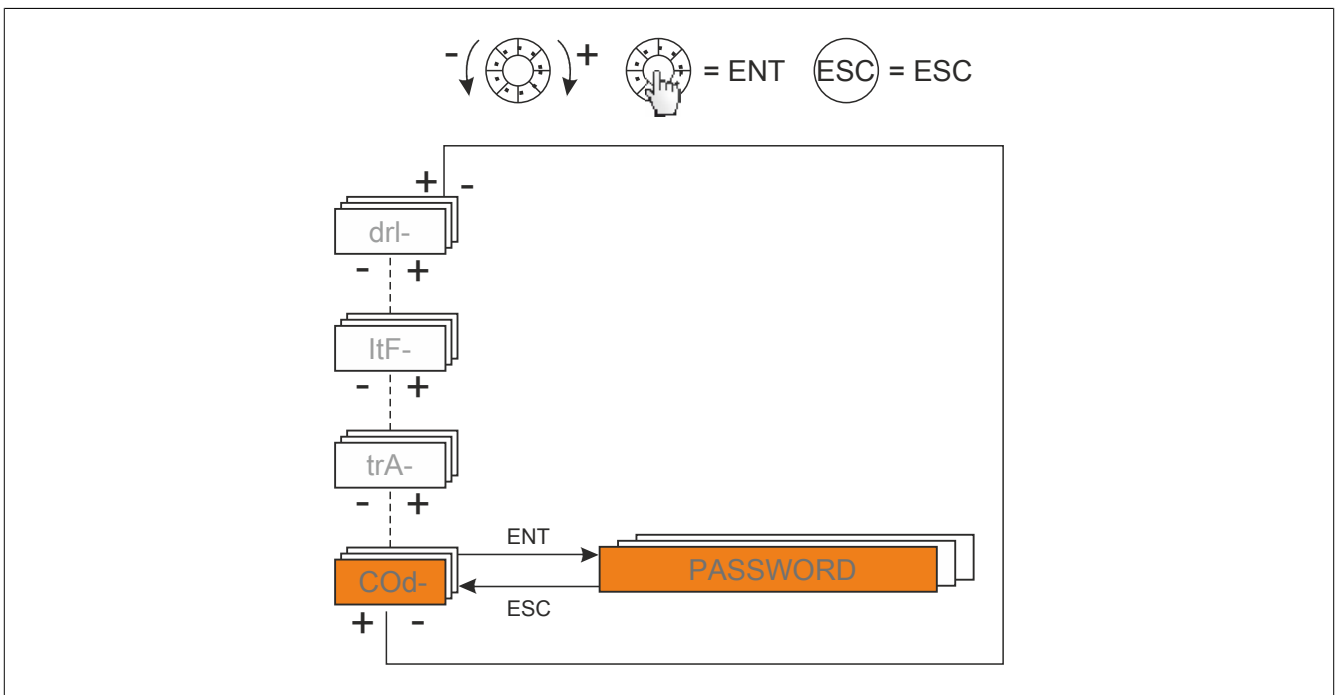 - + = ENT ESC = ESC
+ -
drI-
- +
ItF-
- +
trA-
- +
ENT
COd- PASSWORD
ESC
+ -